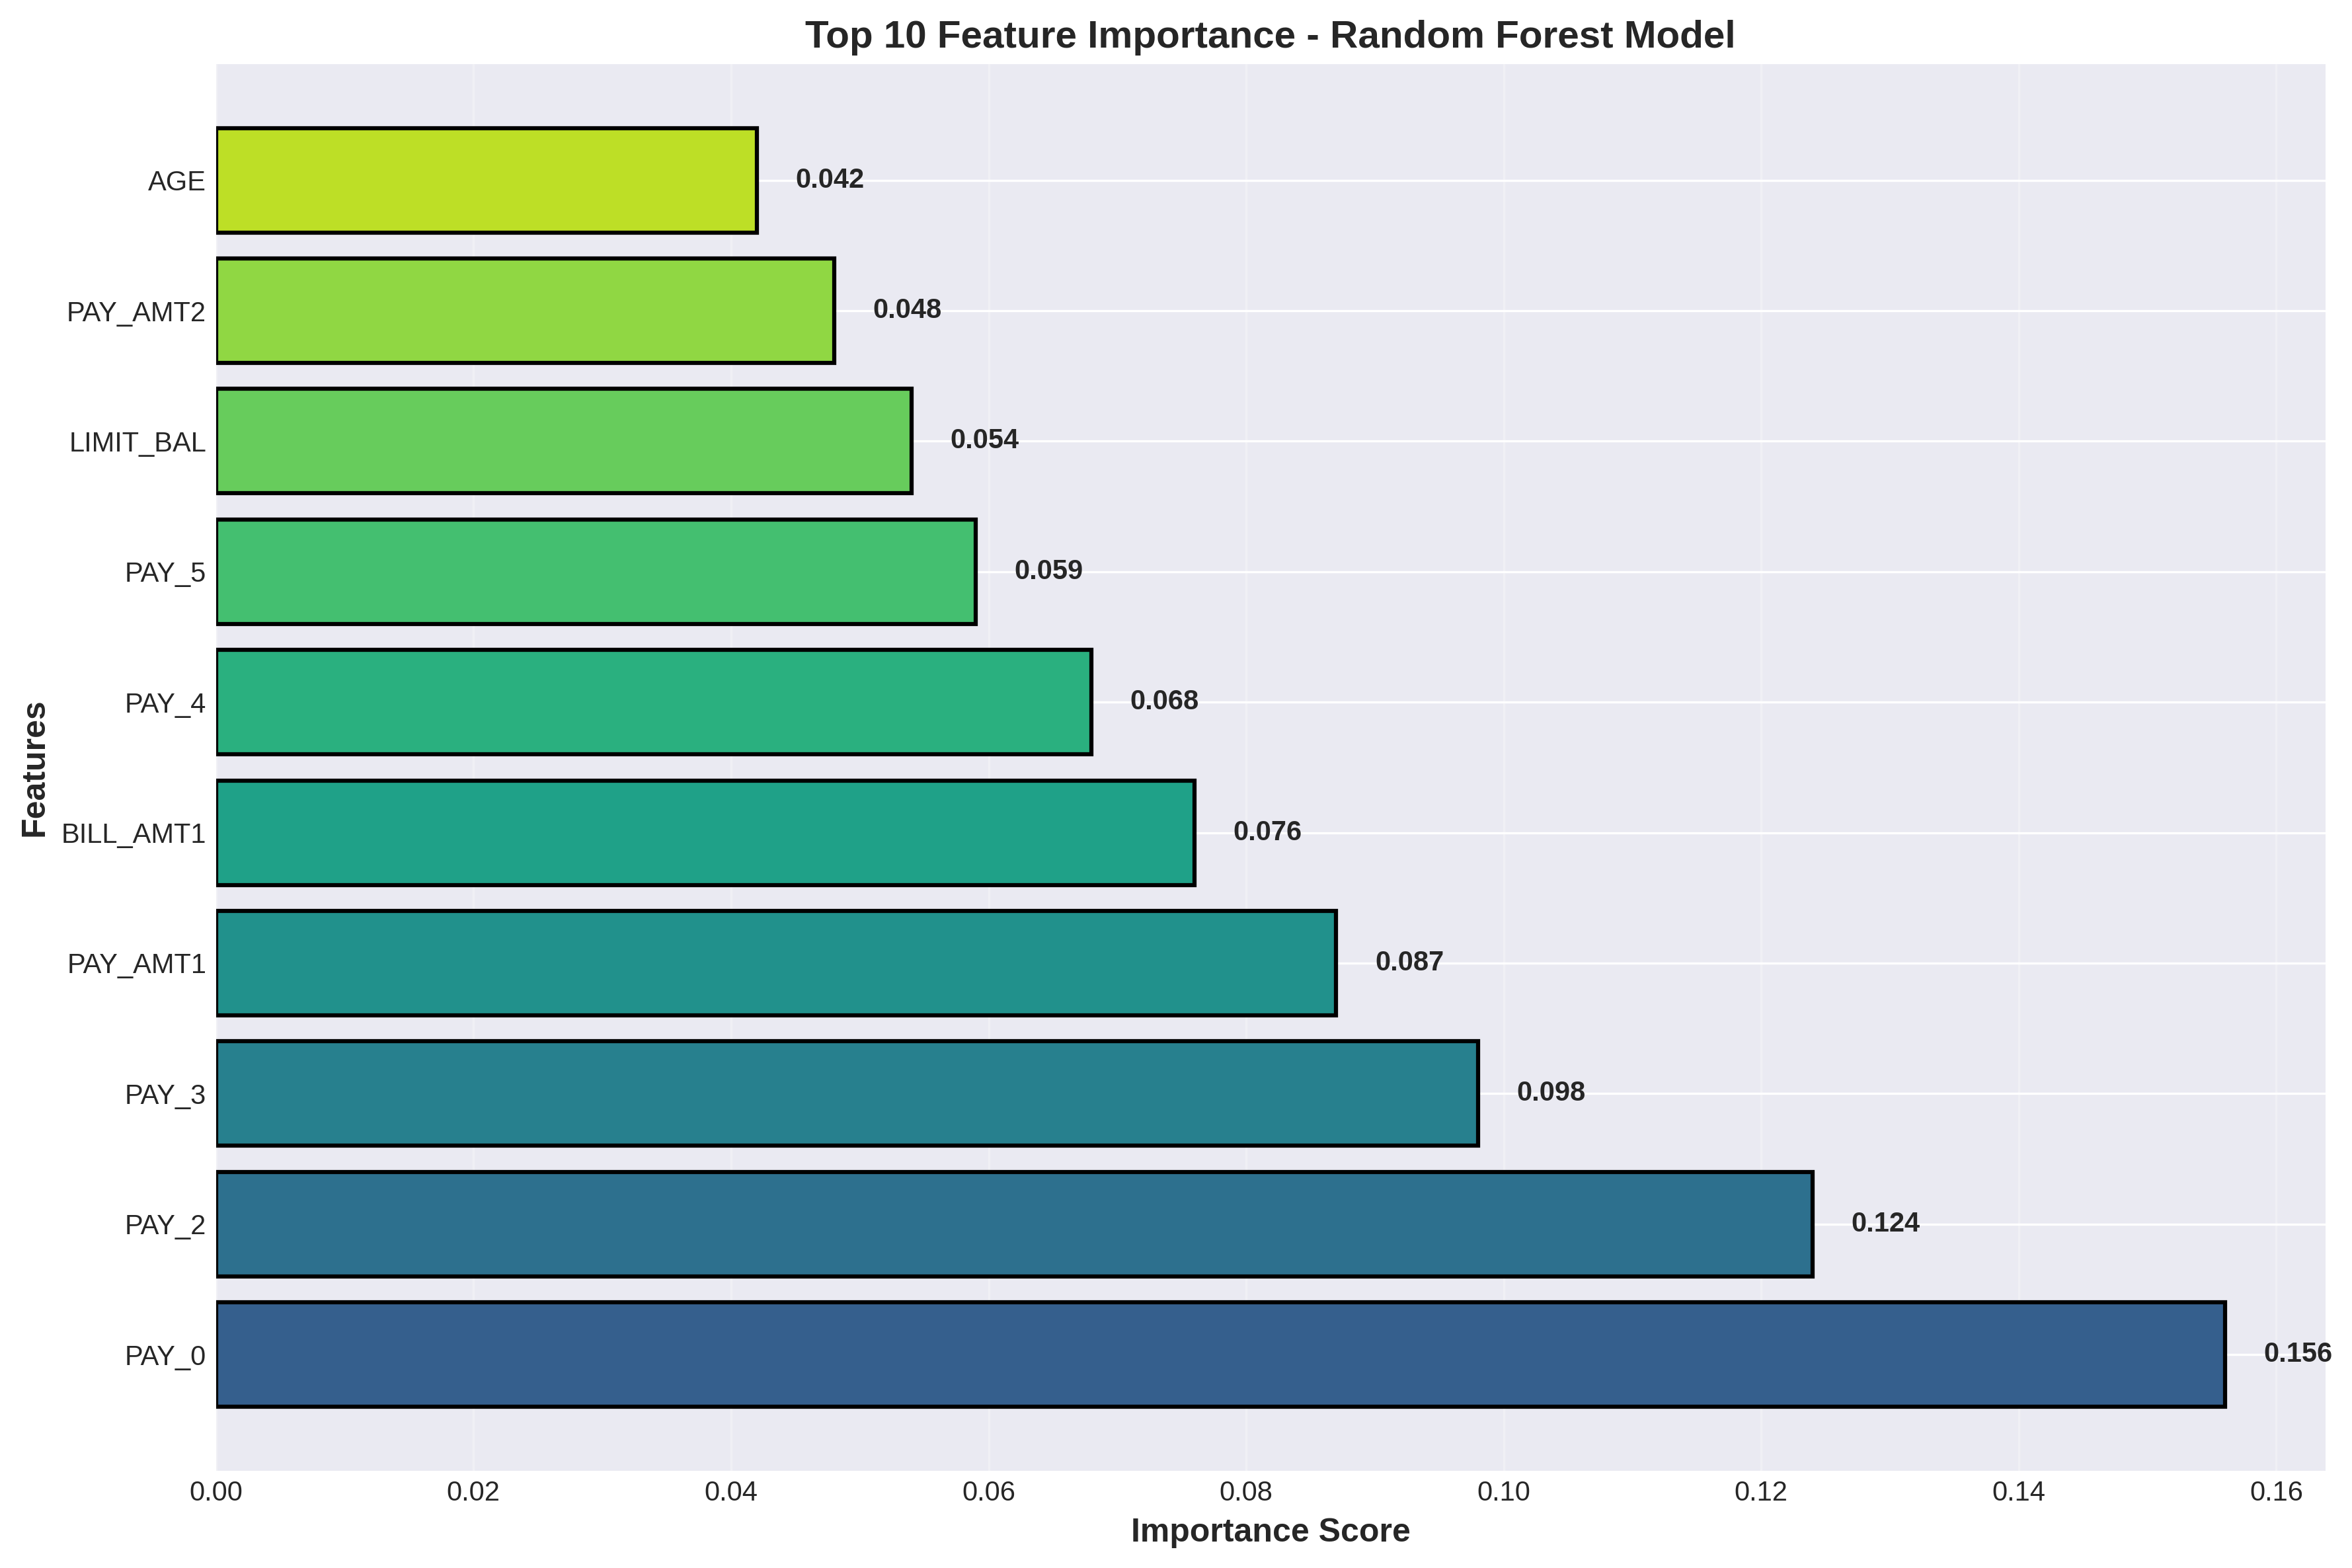 Top 10 Feature Importance - Random Forest Model
AGE
0.042
PAY_AMT2
0.048
LIMIT_BAL
0.054
PAY_5
0.059
PAY_4
0.068
Features
BILL_AMT1
0.076
PAY_AMT1
0.087
PAY_3
0.098
PAY_2
0.124
PAY_0
0.156
0.00 0.02 0.04 0.06 0.08 0.10 0.12 0.14 0.16
Importance Score